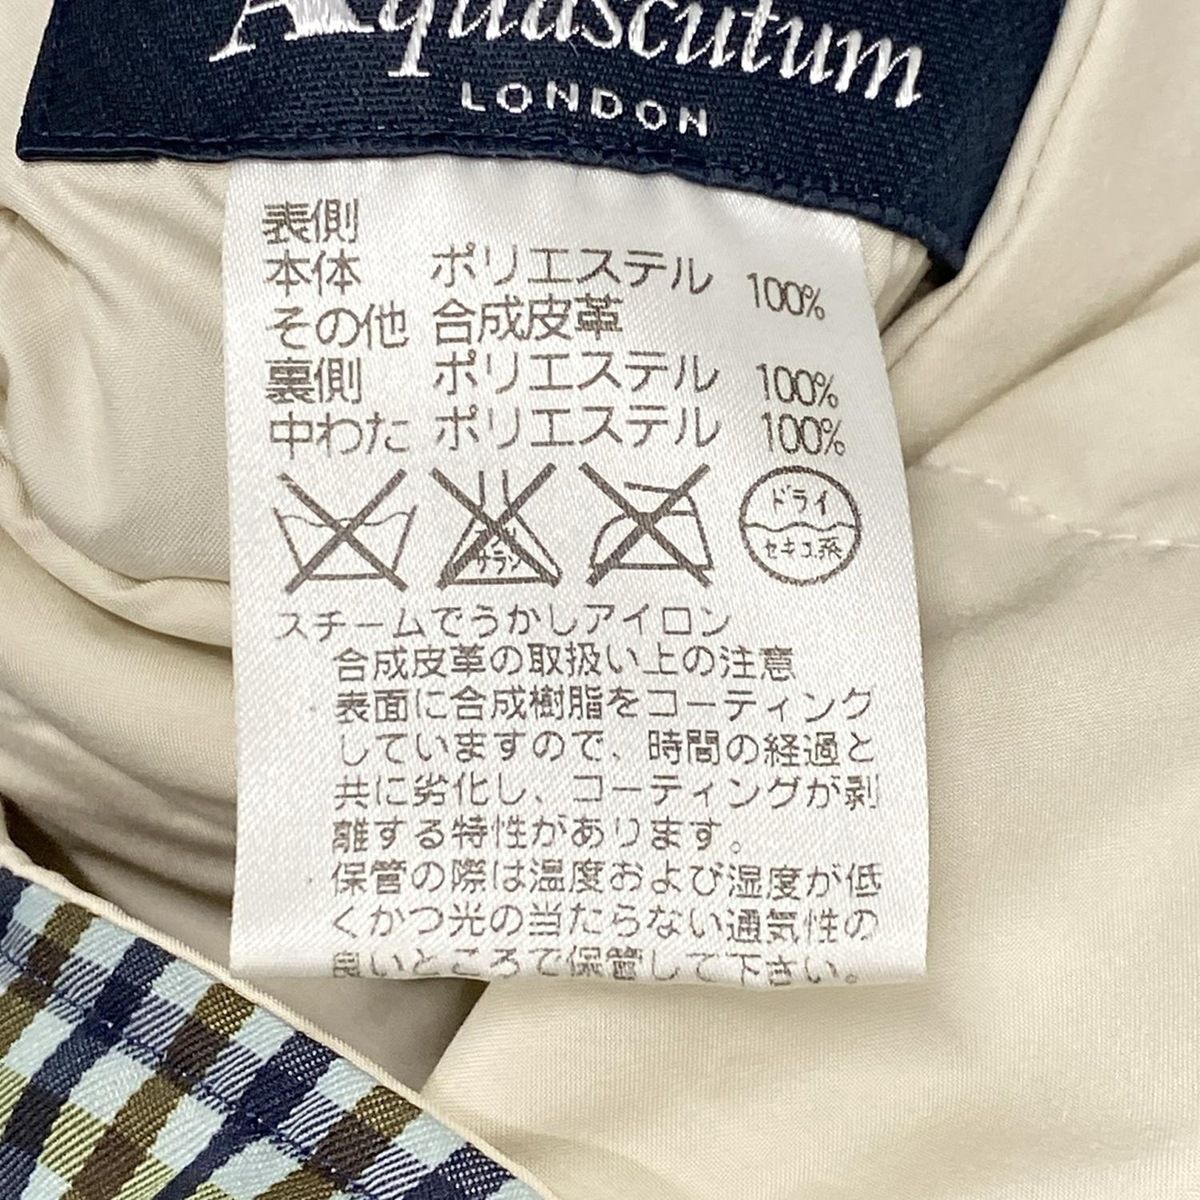 Aquascutum
LONDON
表側
本体 ポリエステル 100%
その他 合成皮革
裏側 ポリエステル 100%
中わた ポリエステル 100%
サラシ
ドライ
セキユ系
スチームでうかしアイロン
合成皮革の取扱い上の注意
表面に合成樹脂をコーティング
していますので、時間の経過と
共に劣化し、コーティングが剥
離する特性があります。
保管の際は温度および湿度が低
くかつ光の当たらない通気性の
良いところで保管して下さい。